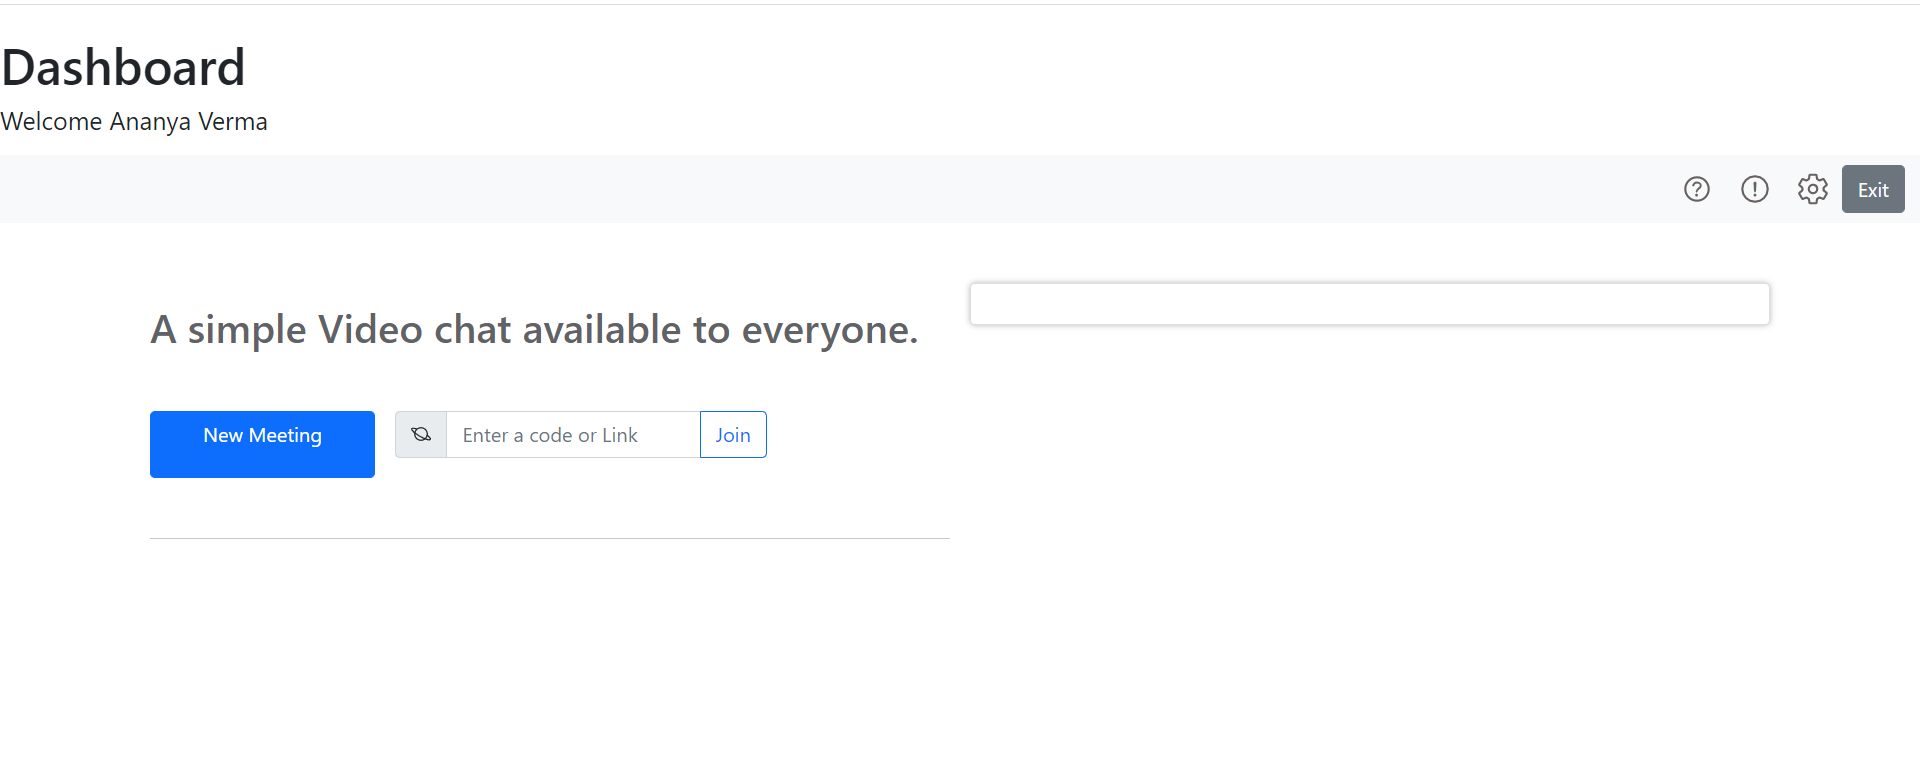 Dashboard
Welcome Ananya Verma
Exit
A simple Video chat available to everyone.
New Meeting
Enter a code or Link
Join